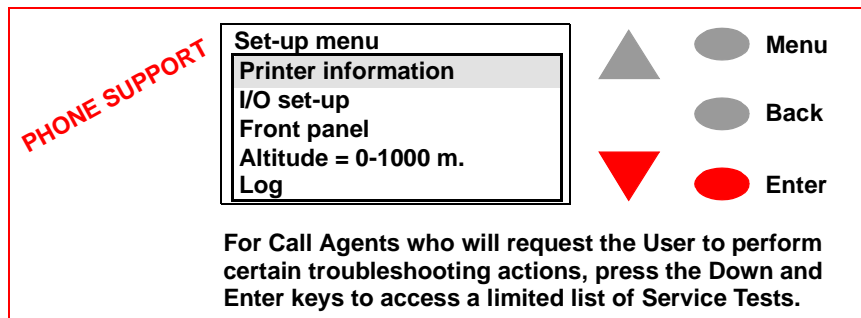 PHONE SUPPORT
Set-up menu
Printer information
I/O set-up
Front panel
Altitude = 0-1000 m.
Log
Menu
Back
Enter
For Call Agents who will request the User to perform
certain troubleshooting actions, press the Down and
Enter keys to access a limited list of Service Tests.